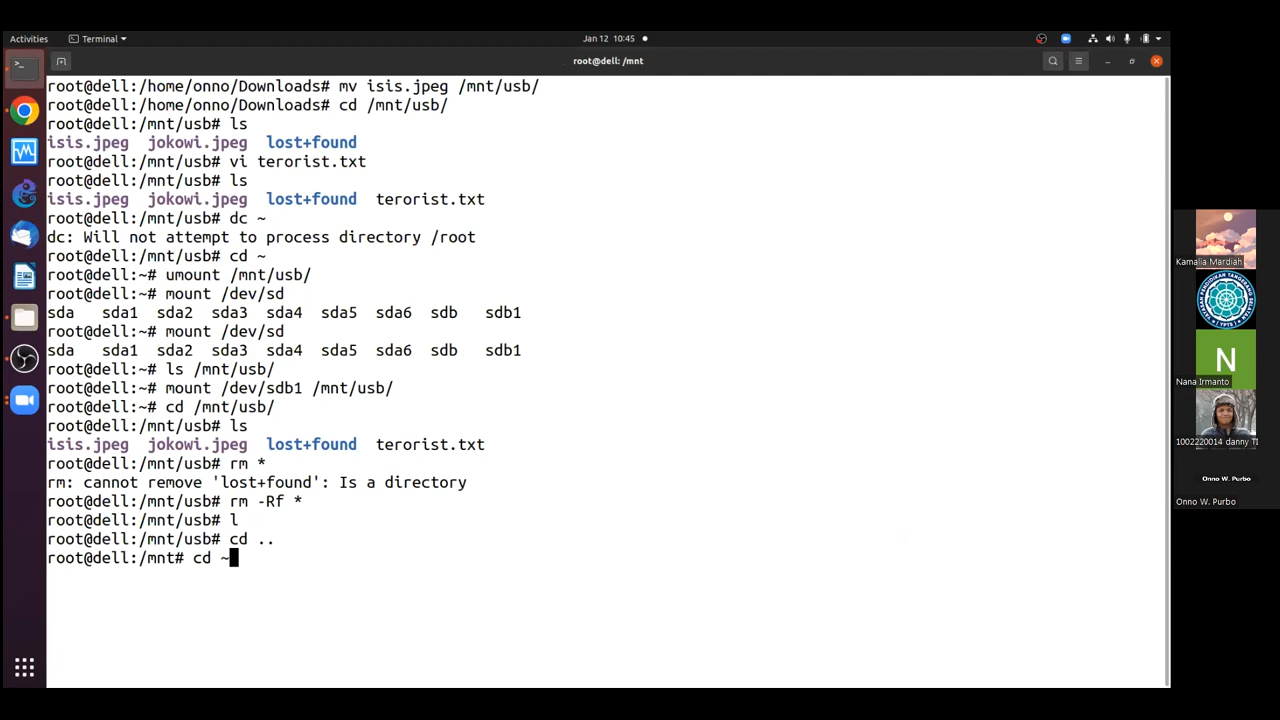 Activities
Terminal
Jan 12 10:45
root@dell: /mnt
root@dell:/home/onno/Downloads# mv isis.jpeg /mnt/usb/
root@dell:/home/onno/Downloads# cd /mnt/usb/
root@dell:/mnt/usb# ls
isis.jpeg jokowi.jpeg lost+found
root@dell:/mnt/usb# vi terorist.txt
root@dell:/mnt/usb# ls
isis.jpeg jokowi.jpeg lost+found terorist.txt
root@dell:/mnt/usb# dc ~
dc: Will not attempt to process directory /root
root@dell:/mnt/usb# cd ~
root@dell:~# umount /mnt/usb/
root@dell:~# mount /dev/sd
sda sda1 sda2 sda3 sda4 sda5 sda6 sdb sdb1
root@dell:~# mount /dev/sd
sda sda1 sda2 sda3 sda4 sda5 sda6 sdb sdb1
root@dell:~# ls /mnt/usb/
root@dell:~# mount /dev/sdb1 /mnt/usb/
root@dell:~# cd /mnt/usb/
root@dell:/mnt/usb# ls
isis.jpeg jokowi.jpeg lost+found terorist.txt
root@dell:/mnt/usb# rm *
rm: cannot remove 'lost+found': Is a directory
root@dell:/mnt/usb# rm -Rf *
root@dell:/mnt/usb# l
root@dell:/mnt/usb# cd ..
root@dell:/mnt# cd ~
Kamalia Mardiah
N
Nana Irmanto
1002220014 danny TI
Onno W. Purbo
Onno W. Purbo